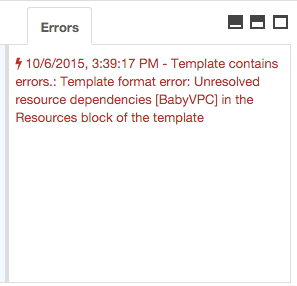 Errors
10/6/2015, 3:39:17 PM - Template contains
errors.: Template format error: Unresolved
resource dependencies [BabyVPC] in the
Resources block of the template